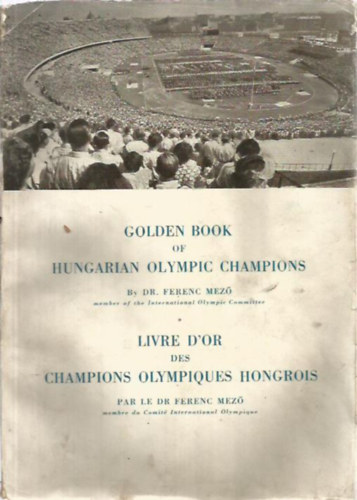 GOLDEN BOOK
OF
HUNGARIAN OLYMPIC CHAMPIONS
By DR. FERENC MEZŐ
member of the International Olympic Committee
LIVRE D'OR
DES
CHAMPIONS OLYMPIQUES HONGROIS
PAR LE DR FERENC MEZŐ
membre du Comité International Olympique